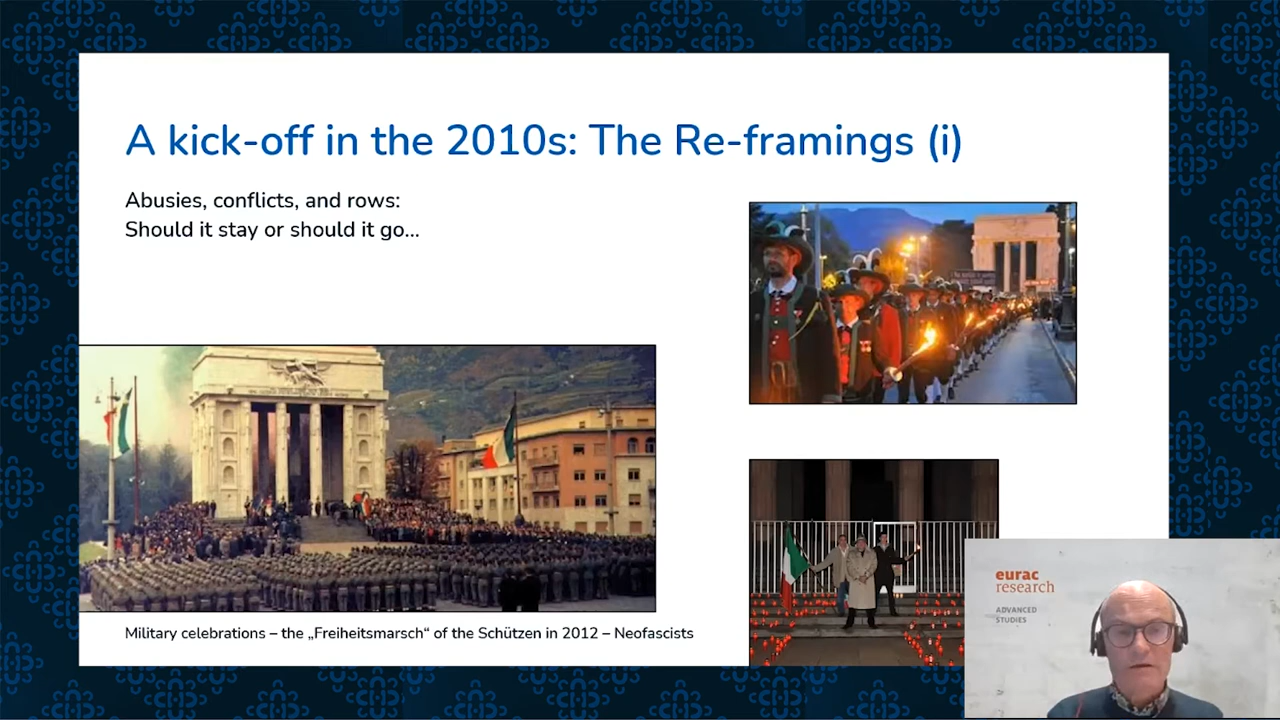 A kick-off in the 2010s: The Re-framings (i)
Abusies, conflicts, and rows:
Should it stay or should it go...
Military celebrations – the „Freiheitsmarsch“ of the Schützen in 2012 – Neofascists
eurac
research
ADVANCED
STUDIES